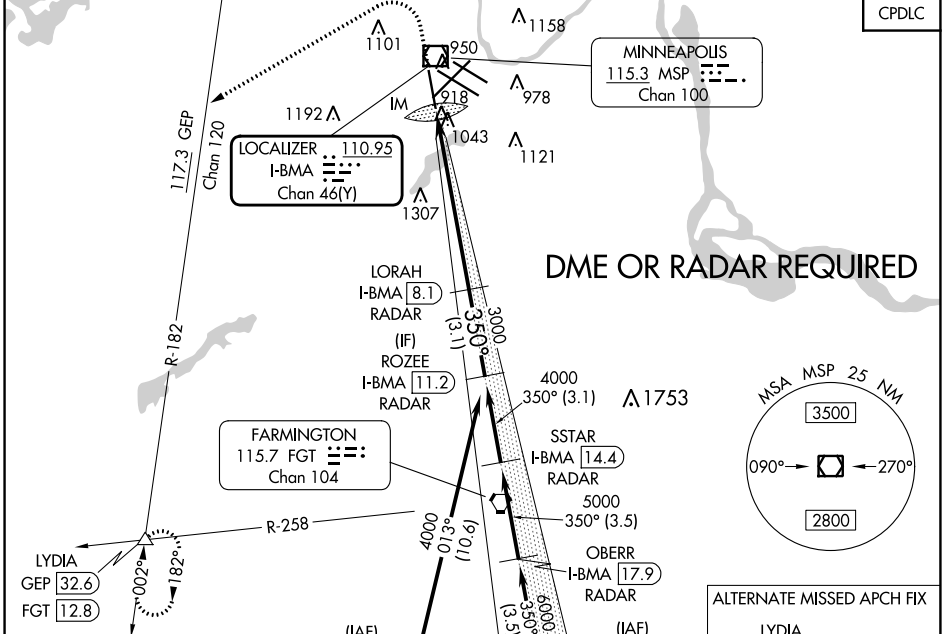 CPDLC
1101
1158
950
MINNEAPOLIS
115.3 MSP
Chan 100
978
918
IM
1192
1043
1121
117.3 GEP
Chan 120
LOCALIZER 110.95
I-BMA
Chan 46(Y)
1307
DME OR RADAR REQUIRED
LORAH
I-BMA 8.1
RADAR
350°
(3.1)
3000
(IF)
ROZEE
I-BMA 11.2
RADAR
R-182
4000
350° (3.1)
1753
MSA MSP 25 NM
3500
090°
270°
2800
FARMINGTON
115.7 FGT
Chan 104
SSTAR
I-BMA 14.4
RADAR
5000
350° (3.5)
R-258
4000
013°
(10.6)
OBERR
I-BMA 17.9
RADAR
LYDIA
GEP 32.6
FGT 12.8
002°
182°
6000
350°
(3.5)
(IAF)
(IAF)
ALTERNATE MISSED APCH FIX
LYDIA